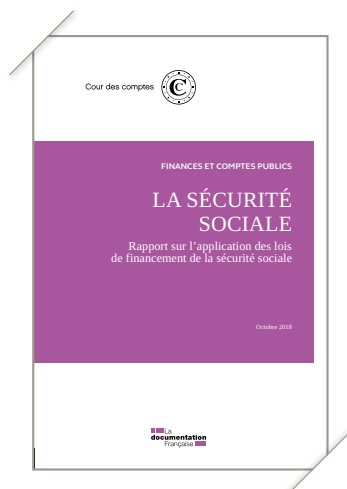 Cour des comptes
CC
FINANCES ET COMPTES PUBLICS
LA SÉCURITÉ
SOCIALE
Rapport sur l’application des lois
de financement de la sécurité sociale
Octobre 2018
La
documentation
Française